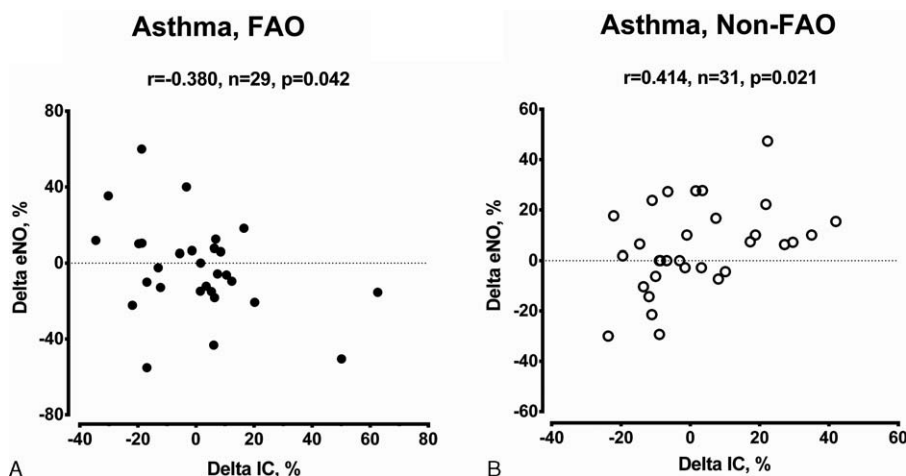 Asthma, FAO
r=-0.380, n=29, p=0.042
80
40
0
-40
-80
Delta eNO, %
-40 -20 0 20 40 60 80
Delta IC, %
A
Asthma, Non-FAO
r=0.414, n=31, p=0.021
60
40
20
0
-20
-40
-60
Delta eNO, %
-40 -20 0 20 40 60
Delta IC, %
B